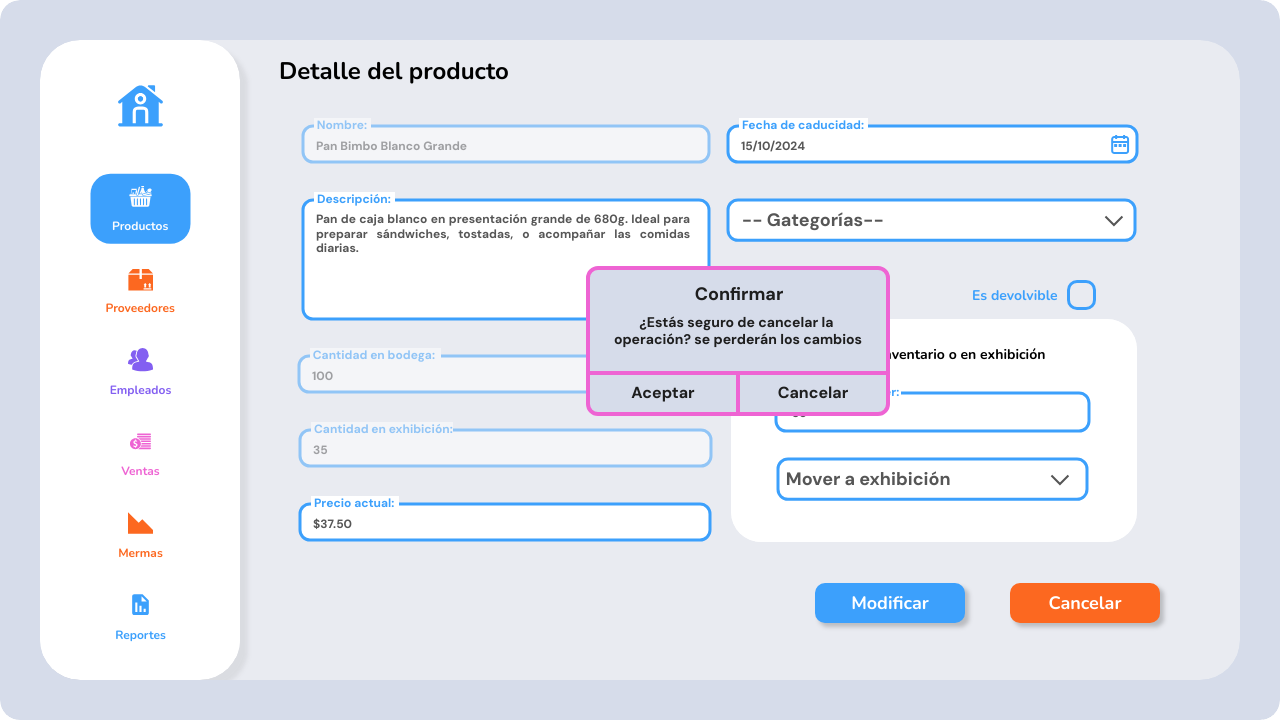 Detalle del producto
Productos
Proveedores
Empleados
Ventas
Mermas
Reportes
Nombre:
Pan Bimbo Blanco Grande
Descripción:
Pan de caja blanco en presentación grande de 680g. Ideal para
preparar sándwiches, tostadas, o acompañar las comidas
diarias.
Cantidad en bodega:
100
Cantidad en exhibición:
35
Precio actual:
$37.50
Fecha de caducidad:
15/10/2024
-- Gategorías--
Es devolvible
o en exhibición
Mover a exhibición
Confirmar
¿Estás seguro de cancelar la
operación? se perderán los cambios
Aceptar
Cancelar
Modificar
Cancelar